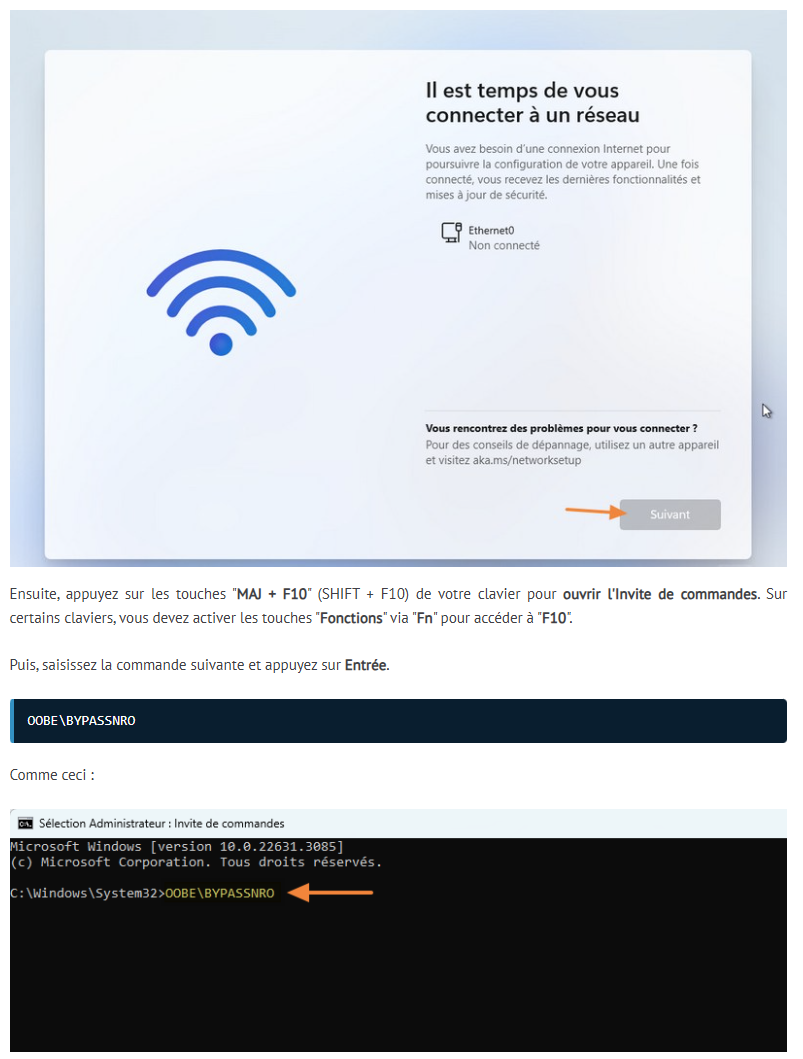 Il est temps de vous
connecter à un réseau
Vous avez besoin d'une connexion Internet pour
poursuivre la configuration de votre appareil. Une fois
connecté, vous recevez les dernières fonctionnalités et
mises à jour de sécurité.
Ethernet0
Non connecté
Vous rencontrez des problèmes pour vous connecter ?
Pour des conseils de dépannage, utilisez un autre appareil
et visitez aka.ms/networksetup
Suivant
Ensuite, appuyez sur les touches "MAJ + F10" (SHIFT + F10) de votre clavier pour ouvrir l'Invite de commandes. Sur
certains claviers, vous devez activer les touches "Fonctions" via "Fn" pour accéder à "F10".
Puis, saisissez la commande suivante et appuyez sur Entrée.
OOBE\BYPASSNRO
Comme ceci :
Sélection Administrateur : Invite de commandes
Microsoft Windows [version 10.0.22631.3085]
(c) Microsoft Corporation. Tous droits réservés.
C:\Windows\System32>OOBE\BYPASSNRO